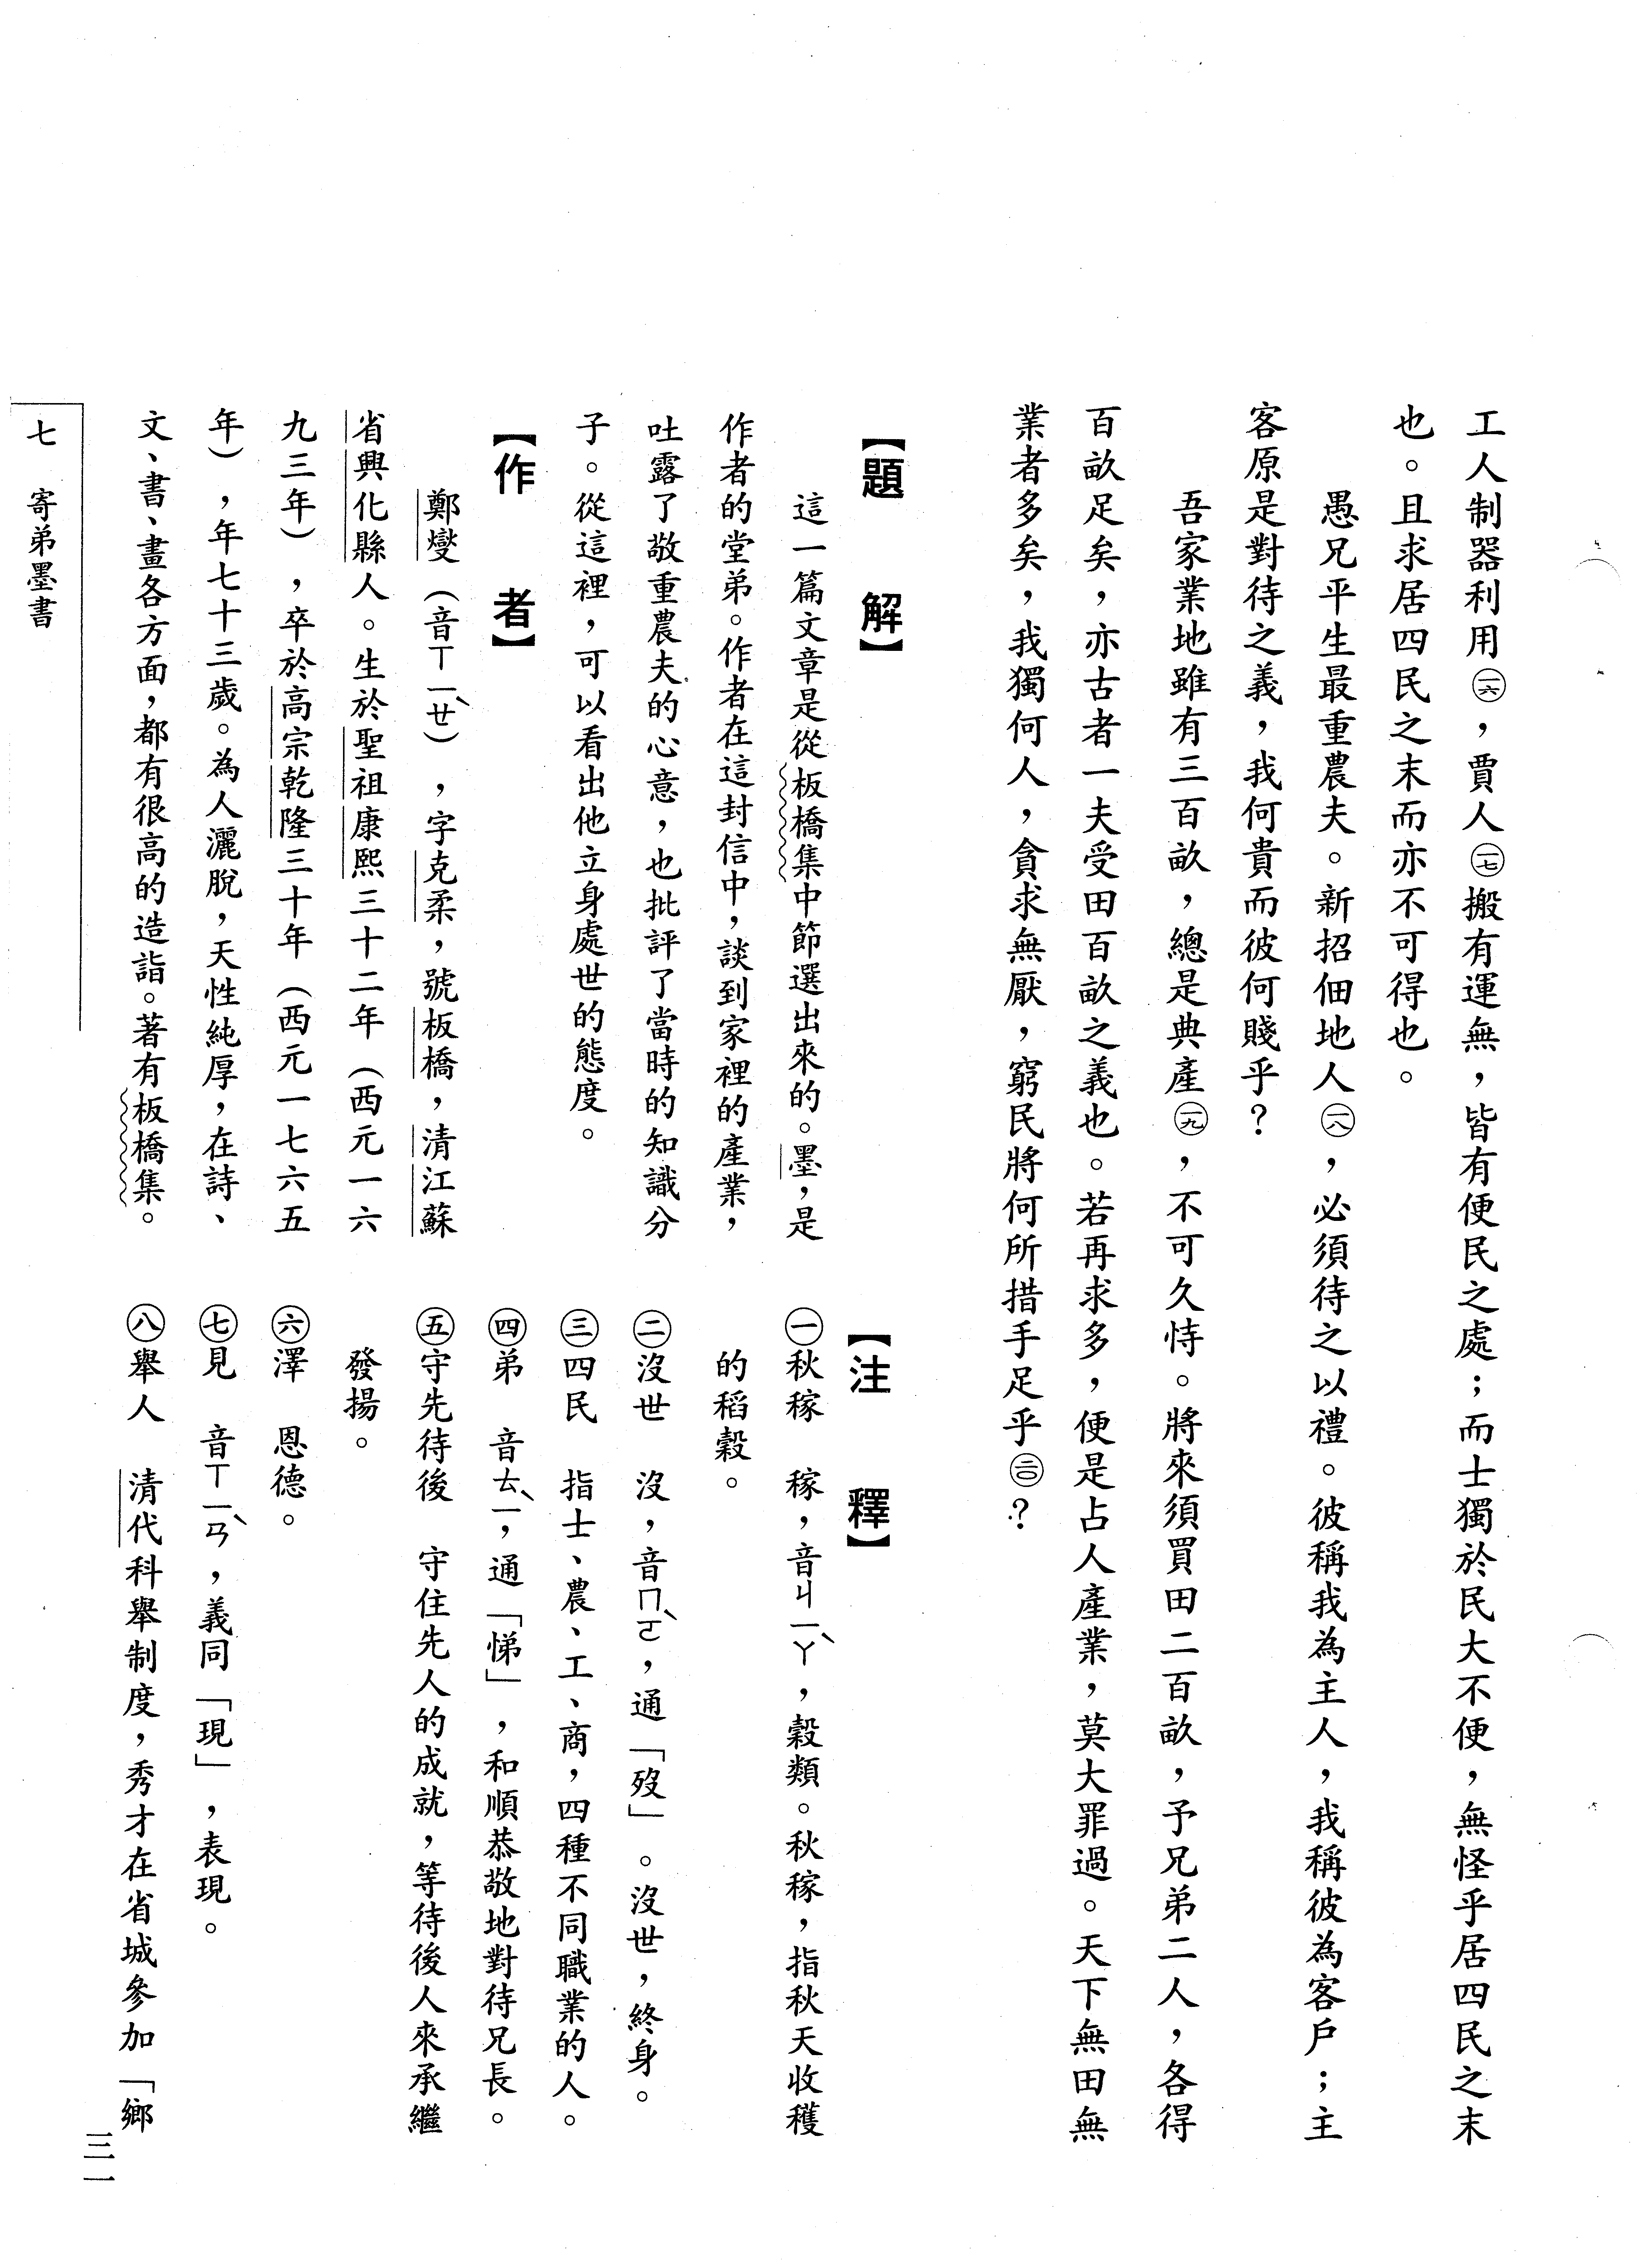 工人制器利用㊀六，賈人㊀七搬有運無，皆有便民之處；而士獨於民大不便，無怪乎居四民之末
也。且求居四民之末而亦不可得也。
愚兄平生最重農夫。新招佃地人㊀八，必須待之以禮。彼稱我為主人，我稱彼為客戶；主
客原是對待之義，我何貴而彼何賤乎？
吾家業地雖有三百畝，總是典產㊀九，不可久恃。將來須買田二百畝，予兄弟二人，各得
百畝足矣，亦古者一夫受田百畝之義也。若再求多，便是占人產業，莫大罪過。天下無田無
業者多矣，我獨何人，貪求無厭，窮民將何所措手足乎㊁〇？
【題解】
這一篇文章是從板橋集中節選出來的。墨，是
作者的堂弟。作者在這封信中，談到家裡的產業，
吐露了敬重農夫的心意，也批評了當時的知識分
子。從這裡，可以看出他立身處世的態度。
【作者】
鄭燮（音ㄒㄧㄝˋ），字克柔，號板橋，清江蘇
省興化縣人。生於聖祖康熙三十二年（西元一六
九三年），卒於高宗乾隆三十年（西元一七六五
年），年七十三歲。為人灑脫，天性純厚，在詩、
文、書、畫各方面，都有很高的造詣。著有板橋集。
【注釋】
㊀秋稼　稼，音ㄐㄧㄚˋ，穀類。秋稼，指秋天收穫
的稻穀。
㊁沒世　沒，音ㄇㄛˋ，通「歿」。沒世，終身。
㊂四民　指士、農、工、商，四種不同職業的人。
㊃弟　音ㄊㄧˋ，通「悌」，和順恭敬地對待兄長。
㊄守先待後　守住先人的成就，等待後人來承繼
發揚。
㊅澤　恩德。
㊆見　音ㄒㄧㄢˋ，義同「現」，表現。
㊇舉人　清代科舉制度，秀才在省城參加「鄉
七　寄弟墨書
三一